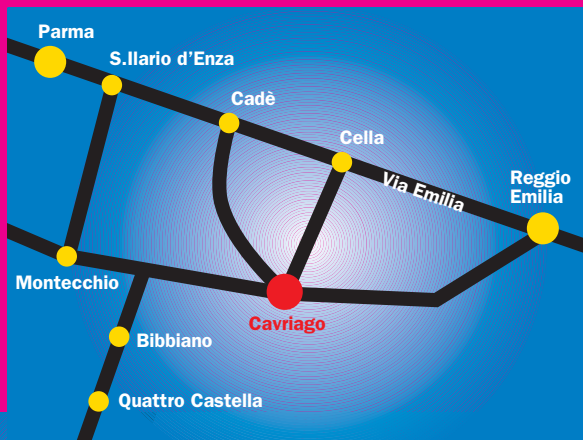 Parma
S.Ilario d'Enza
Cadè
Cella
Via Emilia
Reggio
Emilia
Montecchio
Cavriago
Bibbiano
Quattro Castella